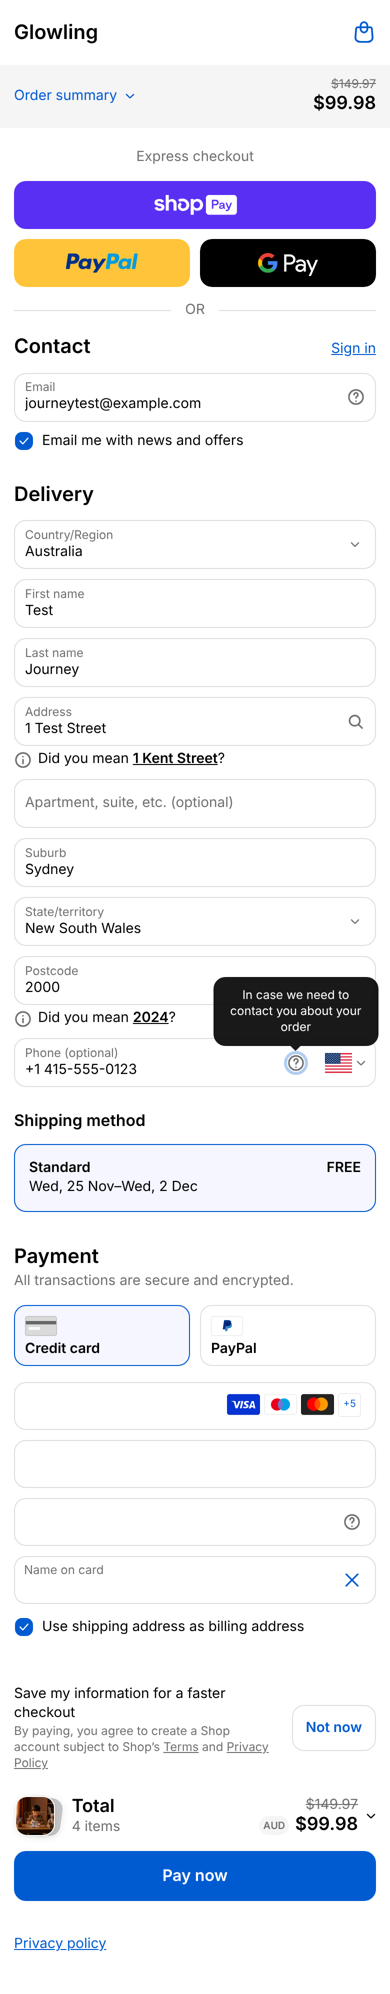 Glowling
Order summary
$149.97
$99.98
Express checkout
shop Pay
PayPal
G Pay
OR
Contact
Sign in
Email
journeytest@example.com
Email me with news and offers
Delivery
Country/Region
Australia
First name
Test
Last name
Journey
Address
1 Test Street
Did you mean 1 Kent Street?
Apartment, suite, etc. (optional)
Suburb
Sydney
State/territory
New South Wales
Postcode
2000
In case we need to
contact you about your
order
Did you mean 2024?
Phone (optional)
+1 415-555-0123
Shipping method
Standard
FREE
Wed, 25 Nov–Wed, 2 Dec
Payment
All transactions are secure and encrypted.
Credit card
PayPal
VISA
+5
Name on card
Use shipping address as billing address
Save my information for a faster
checkout
By paying, you agree to create a Shop
account subject to Shop's Terms and Privacy
Policy
Not now
Total
4 items
$149.97
AUD $99.98
Pay now
Privacy policy